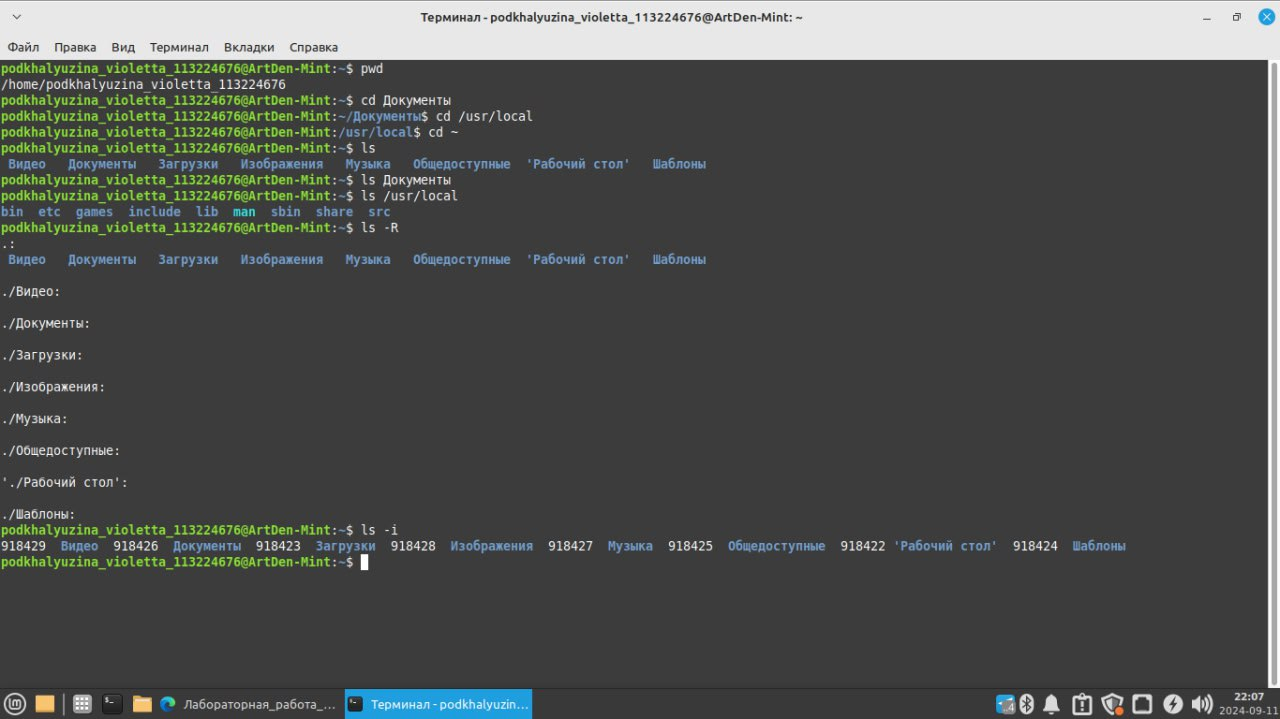 Терминал - podkhalyuzina_violetta_113224676@ArtDen-Mint: ~
Файл Правка Вид Терминал Вкладки Справка
podkhalyuzina_violetta_113224676@ArtDen-Mint:~$ pwd
/home/podkhalyuzina_violetta_113224676
podkhalyuzina_violetta_113224676@ArtDen-Mint:~$ cd Документы
podkhalyuzina_violetta_113224676@ArtDen-Mint:~/Документы$ cd /usr/local
podkhalyuzina_violetta_113224676@ArtDen-Mint:/usr/local$ cd ~
podkhalyuzina_violetta_113224676@ArtDen-Mint:~$ ls
Видео Документы Загрузки Изображения Музыка Общедоступные 'Рабочий стол' Шаблоны
podkhalyuzina_violetta_113224676@ArtDen-Mint:~$ ls Документы
podkhalyuzina_violetta_113224676@ArtDen-Mint:~$ ls /usr/local
bin etc games include lib man sbin share src
podkhalyuzina_violetta_113224676@ArtDen-Mint:~$ ls -R
.:
Видео Документы Загрузки Изображения Музыка Общедоступные 'Рабочий стол' Шаблоны
./Видео:
./Документы:
./Загрузки:
./Изображения:
./Музыка:
./Общедоступные:
'./Рабочий стол':
./Шаблоны:
podkhalyuzina_violetta_113224676@ArtDen-Mint:~$ ls -i
918429 Видео 918426 Документы 918423 Загрузки 918428 Изображения 918427 Музыка 918425 Общедоступные 918422 'Рабочий стол' 918424 Шаблоны
podkhalyuzina_violetta_113224676@ArtDen-Mint:~$
Лабораторная_работа_... Терминал - podkhalyuzin... 22:07
2024-09-11